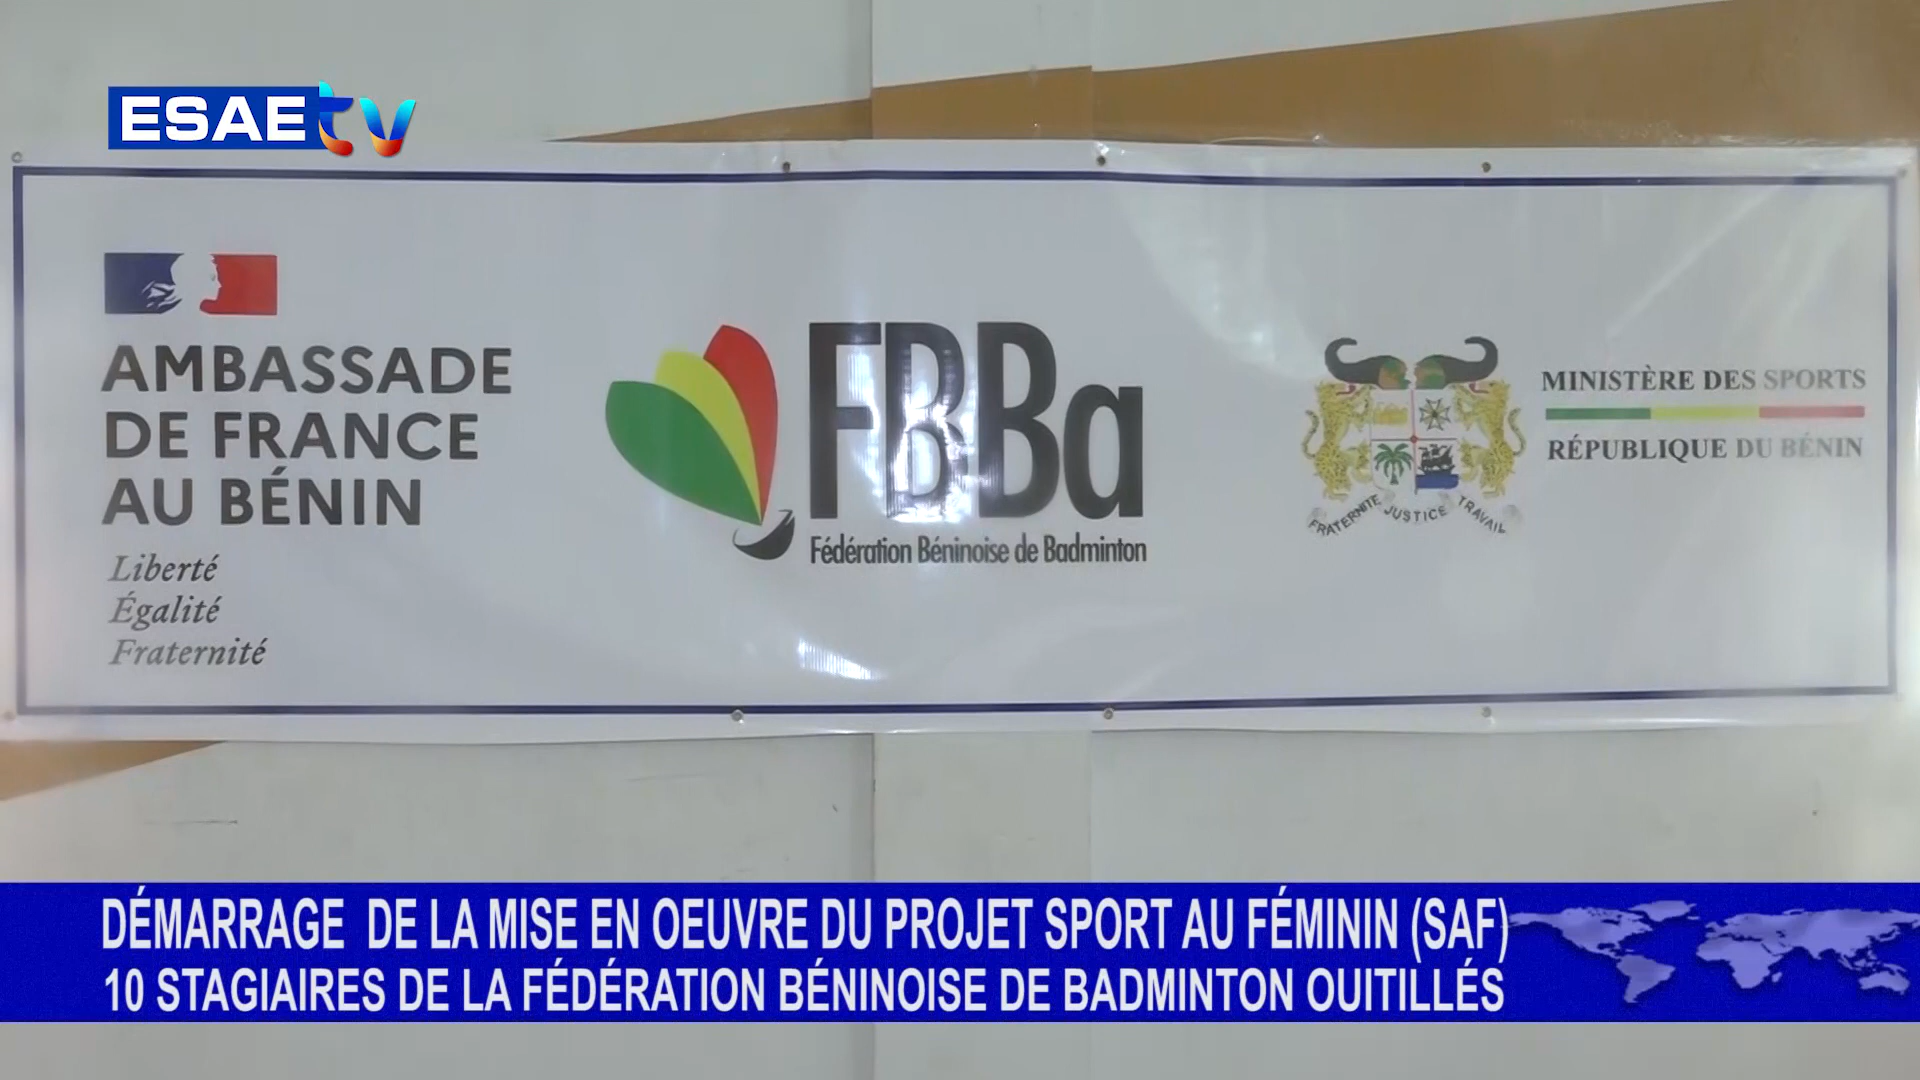 ESAE tv
AMBASSADE
DE FRANCE
AU BÉNIN
Liberté
Égalité
Fraternité
FBBa
Fédération Béninoise de Badminton
FRATERNITE JUSTICE TRAVAIL
MINISTÈRE DES SPORTS
RÉPUBLIQUE DU BÉNIN
DÉMARRAGE DE LA MISE EN OEUVRE DU PROJET SPORT AU FÉMININ (SAF)
10 STAGIAIRES DE LA FÉDÉRATION BÉNINOISE DE BADMINTON OUITILLÉS